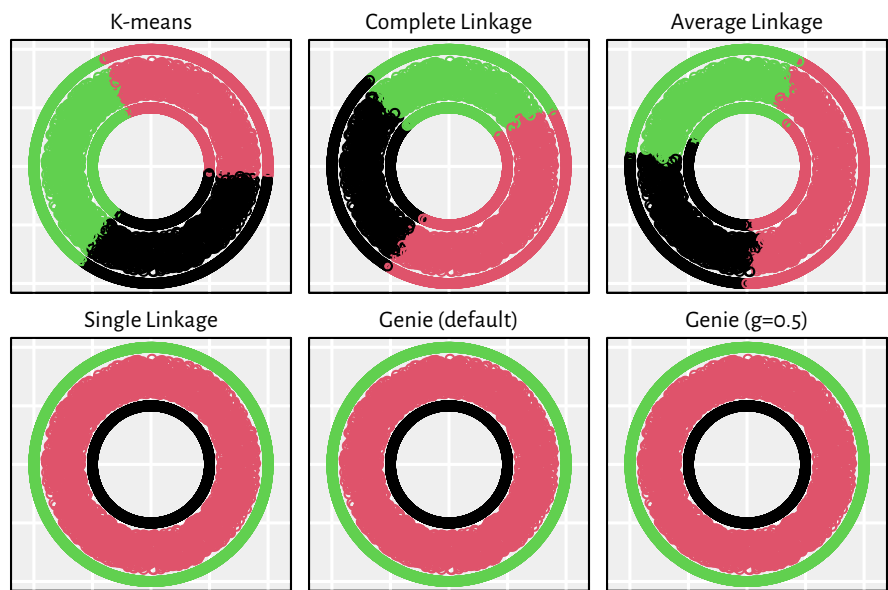 K-means
Complete Linkage
Average Linkage
Single Linkage
Genie (default)
Genie (g=0.5)